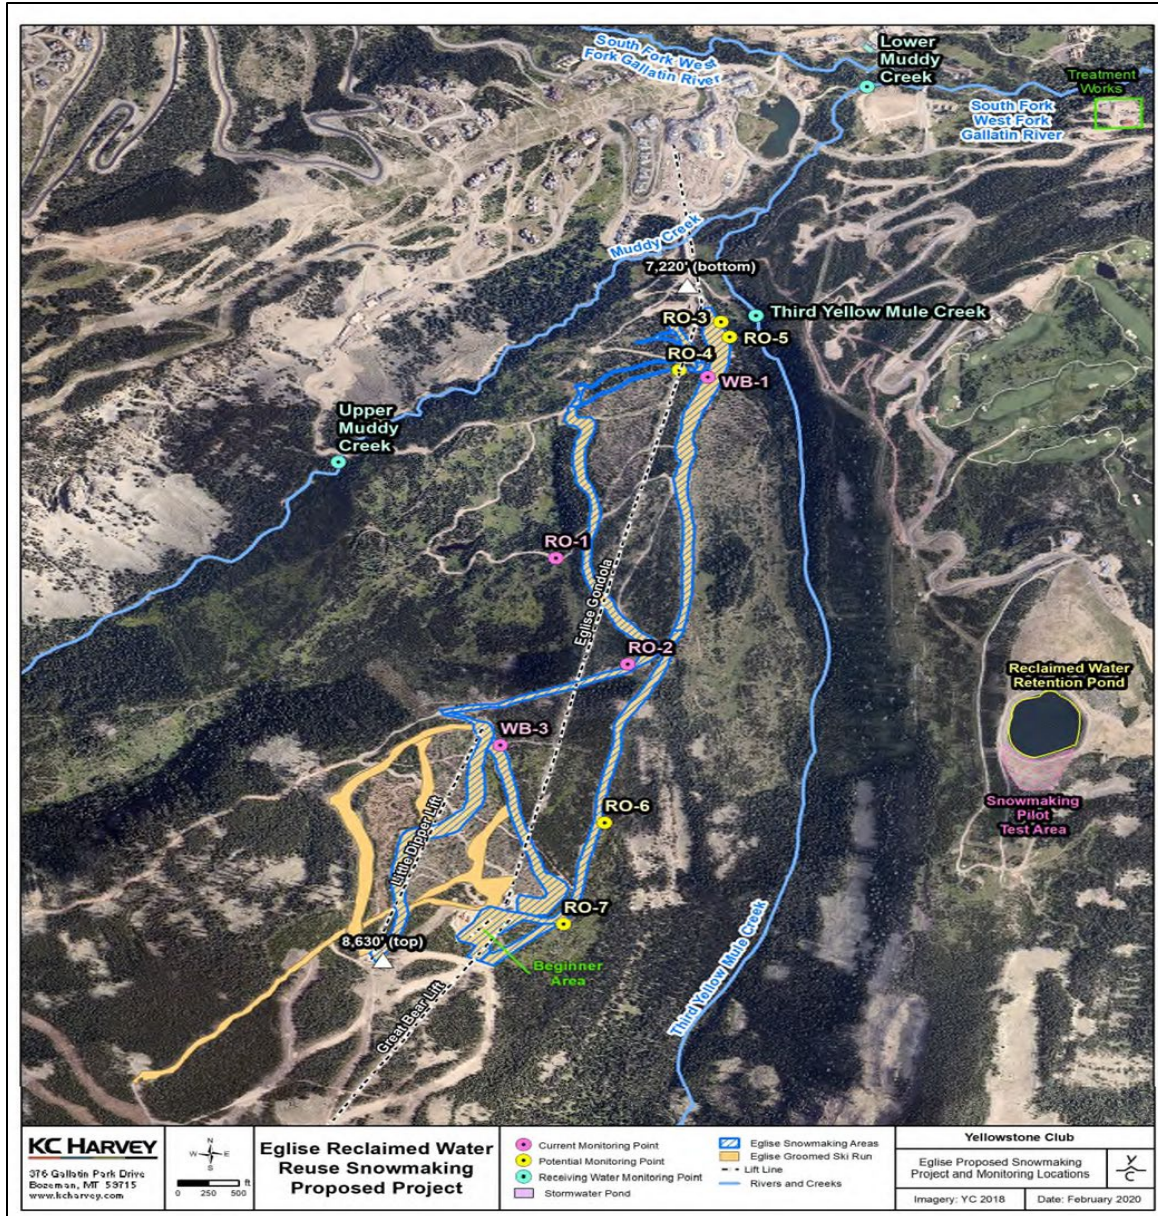 South Fork West
Fork Gallatin River
Lower
Muddy
Creek
Treatment
Works
South Fork
West Fork
Gallatin River
Muddy Creek
7,220' (bottom)
RO-3
Third Yellow Mule Creek
RO-5
RO-4
WB-1
Upper
Muddy
Creek
RO-1
Eglise Gondola
RO-2
Reclaimed Water
Retention Pond
WB-3
Snowmaking
Pilot
Test Area
RO-6
Little Dipper Lift
RO-7
8,630' (top)
Beginner
Area
Great Bear Lift
Third Yellow Mule Creek
KC HARVEY
376 Gallatin Park Drive
Bozeman, MT 59715
www.kcharvey.com
N
W E
S
0 250 500 ft
Eglise Reclaimed Water
Reuse Snowmaking
Proposed Project
Current Monitoring Point
Potential Monitoring Point
Receiving Water Monitoring Point
Stormwater Pond
Eglise Snowmaking Areas
Eglise Groomed Ski Run
Lift Line
Rivers and Creeks
Yellowstone Club
Eglise Proposed Snowmaking
Project and Monitoring Locations
Y
C
Imagery: YC 2018
Date: February 2020